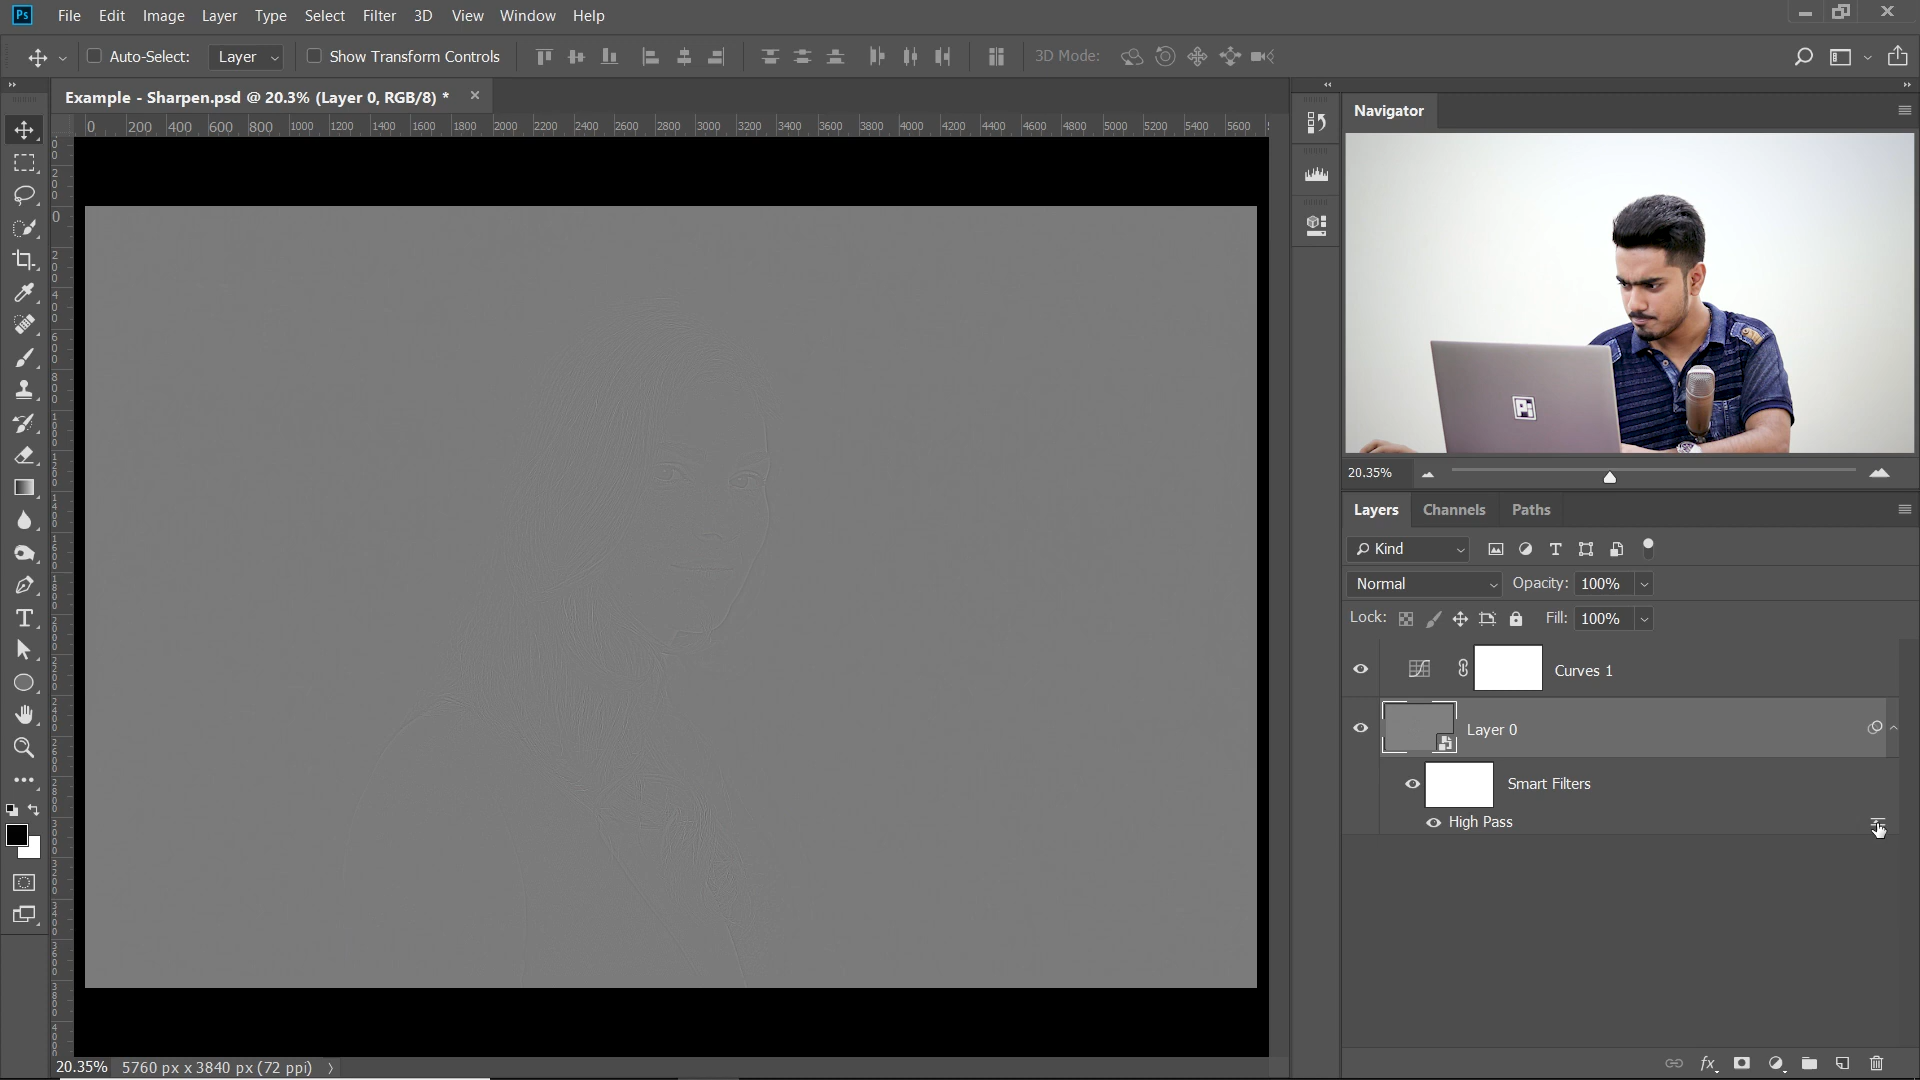 Ps File Edit Image Layer Type Select Filter 3D View Window Help
Auto-Select: Layer Show Transform Controls 3D Mode:
Example - Sharpen.psd @ 20.3% (Layer 0, RGB/8) *
0 200 400 600 800 1000 1200 1400 1600 1800 2000 2200 2400 2600 2800 3000 3200 3400 3600 3800 4000 4200 4400 4600 4800 5000 5200 5400 5600
Navigator
20.35%
Layers Channels Paths
Kind
Normal Opacity: 100%
Lock: Fill: 100%
Curves 1
Layer 0
Smart Filters
High Pass
fx
20.35% 5760 px x 3840 px (72 ppi)